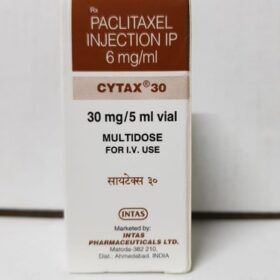 Rx
PACLITAXEL
INJECTION IP
6 mg/ml
CYTAX® 30
30 mg/5 ml vial
MULTIDOSE
FOR I.V. USE
सायटेक्स ३०
INTAS
Marketed by:
INTAS
PHARMACEUTICALS LTD.
Matoda-382 210,
Dist. Ahmedabad. INDIA